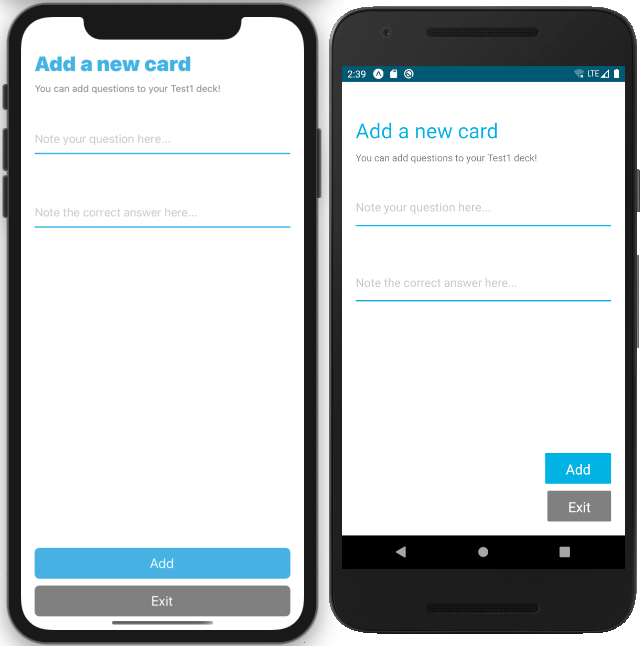 Add a new card
You can add questions to your Test1 deck!
Note your question here...
Note the correct answer here...
Add
Exit
2:39
LTE
Add a new card
You can add questions to your Test1 deck!
Note your question here...
Note the correct answer here...
Add
Exit